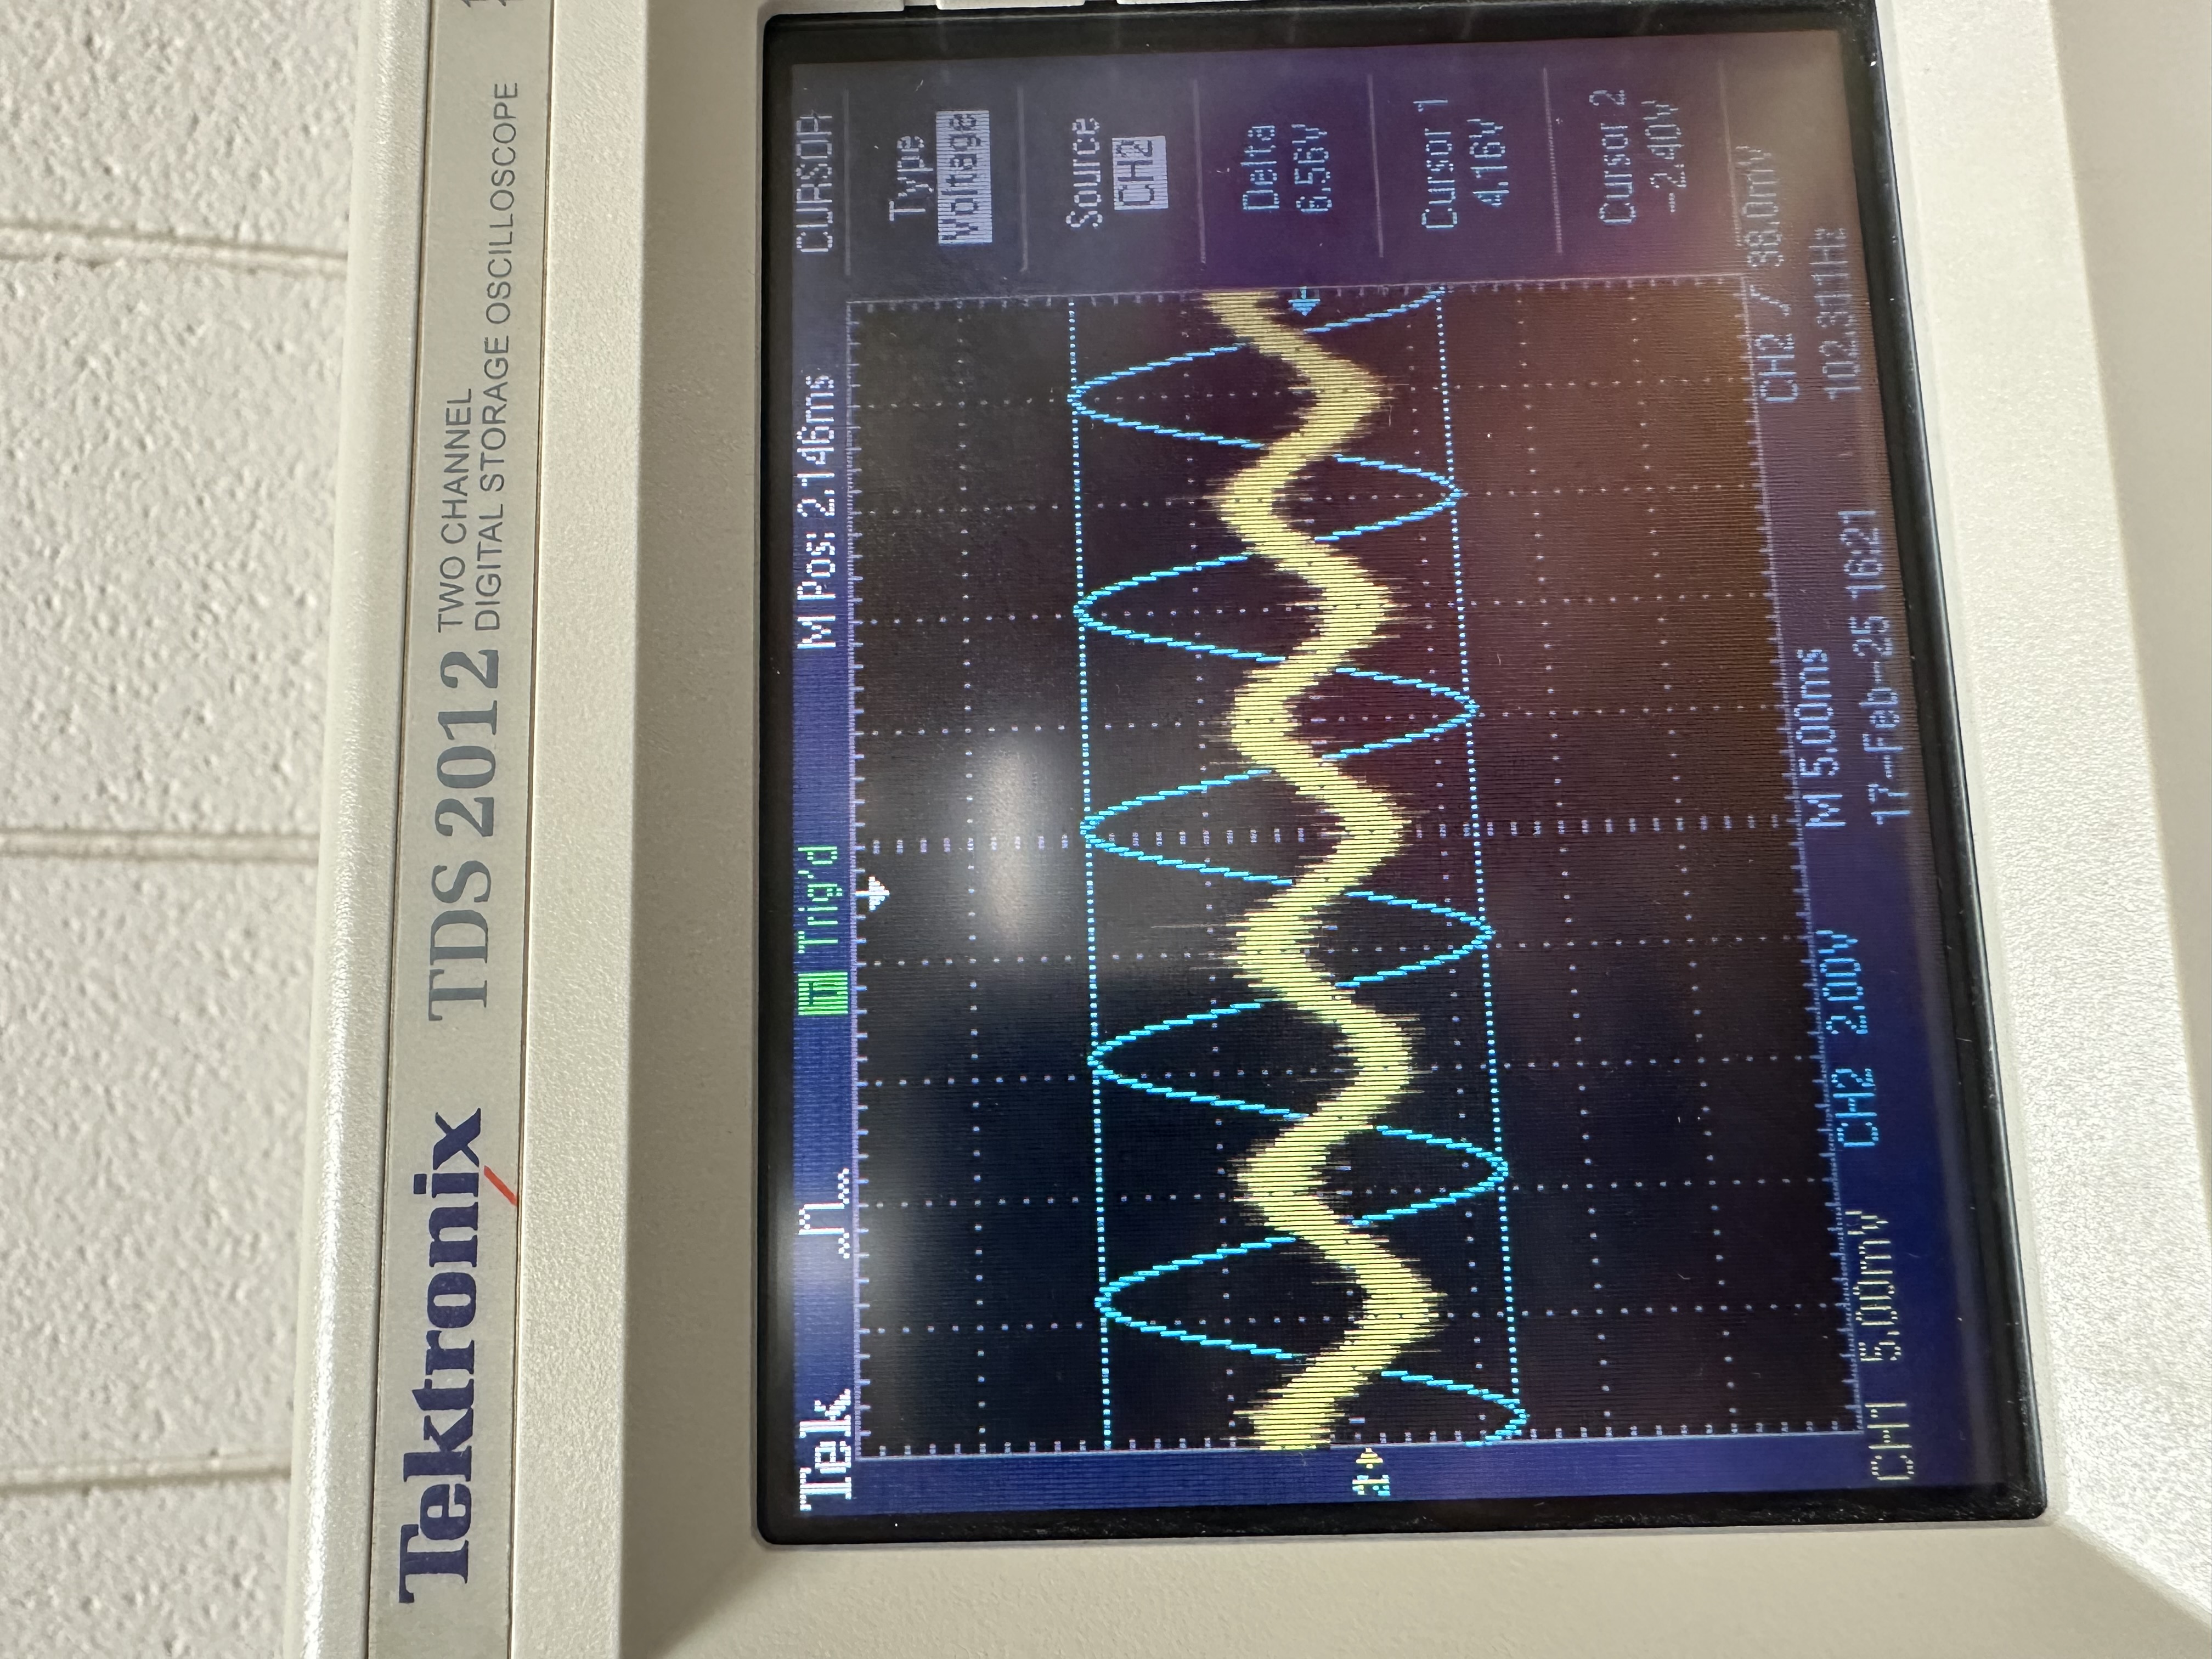 Tektronix TDS 2012 TWO CHANNEL
DIGITAL STORAGE OSCILLOSCOPE
Tek T Trig'd M Pos: 2.146ms CURSOR
Type
Voltage
Source
CH2
Delta
6.56V
Cursor 1
4.16V
Cursor 2
-2.40V
2
CH1 5.00mV CH2 2.00V M 5.00ms CH2 38.0mV
17-Feb-25 16:21 102.311Hz